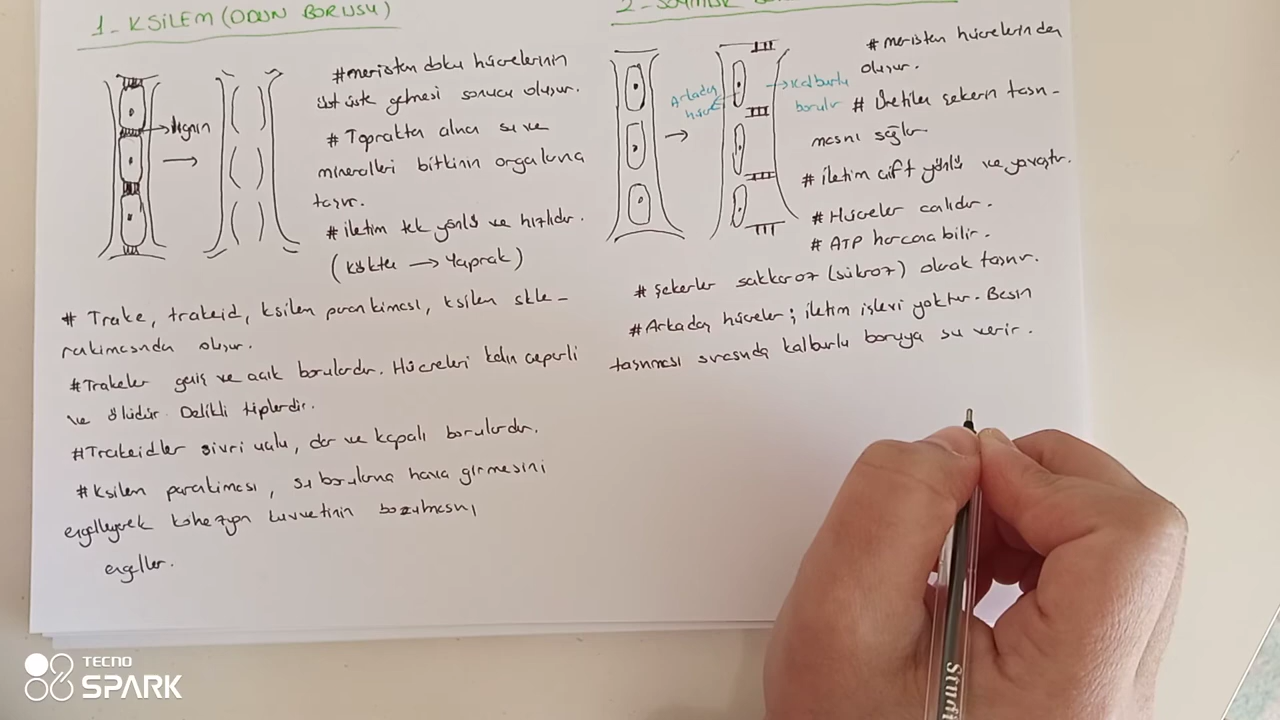 1- KSİLEM (ODUN BORUSU)
lignin
#meristem doku hücrelerinin
üst üste gelmesi sonucu oluşur.
# Topraktan alınan su ve
mineralleri bitkinin organlarına
taşır.
# İletim tek yönlü ve hızlıdır.
(Kökten → Yaprak)
# Trake, trakeid, ksilem parankiması, ksilem skle-
rankimasından oluşur.
#Trakeler geniş ve açık borulardır. Hücreleri kalın çeperli
ve ölüdür. Delikli tiplerdir.
#Trakeidler sivri uçlu, dar ve kapalı borulardır.
#Ksilem parankiması, su borularına hava girmesini
engelleyerek kohezyon kuvvetinin bozulmasını
engeller.
2-
Arkadaş
hücre
Kalburlu
borular
# meristem hücrelerinden
oluşur.
# Üretilen şekerin taşın-
masını sağlar.
# İletim çift yönlü ve yavaştır.
# Hücreler canlıdır.
# ATP harcanabilir.
# Şekerler sakkaroz (sükroz) olarak taşınır.
#Arkadaş hücreler; iletim işlevi yoktur. Besin
taşınması sırasında kalburlu boruya su verir.
TECNO
SPARK